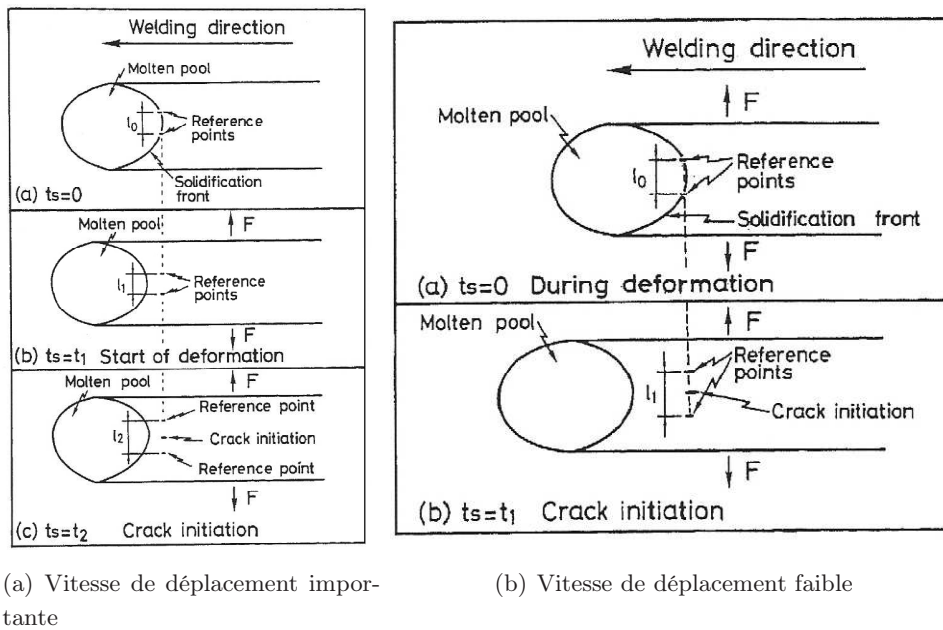 Welding direction
Molten pool
l₀
Reference
points
Solidification
front
(a) ts=0
F
Molten pool
l₁
Reference
points
F
(b) ts=t₁ Start of deformation
F
Molten pool
Reference point
l₂
Crack initiation
Reference point
F
(c) ts=t₂ Crack initiation
Welding direction
F
Molten pool
l₀
Reference
points
Solidification front
F
(a) ts=0 During deformation
F
Molten pool
Reference
points
l₁
Crack initiation
F
(b) ts=t₁ Crack initiation
(a) Vitesse de déplacement impor-
tante
(b) Vitesse de déplacement faible